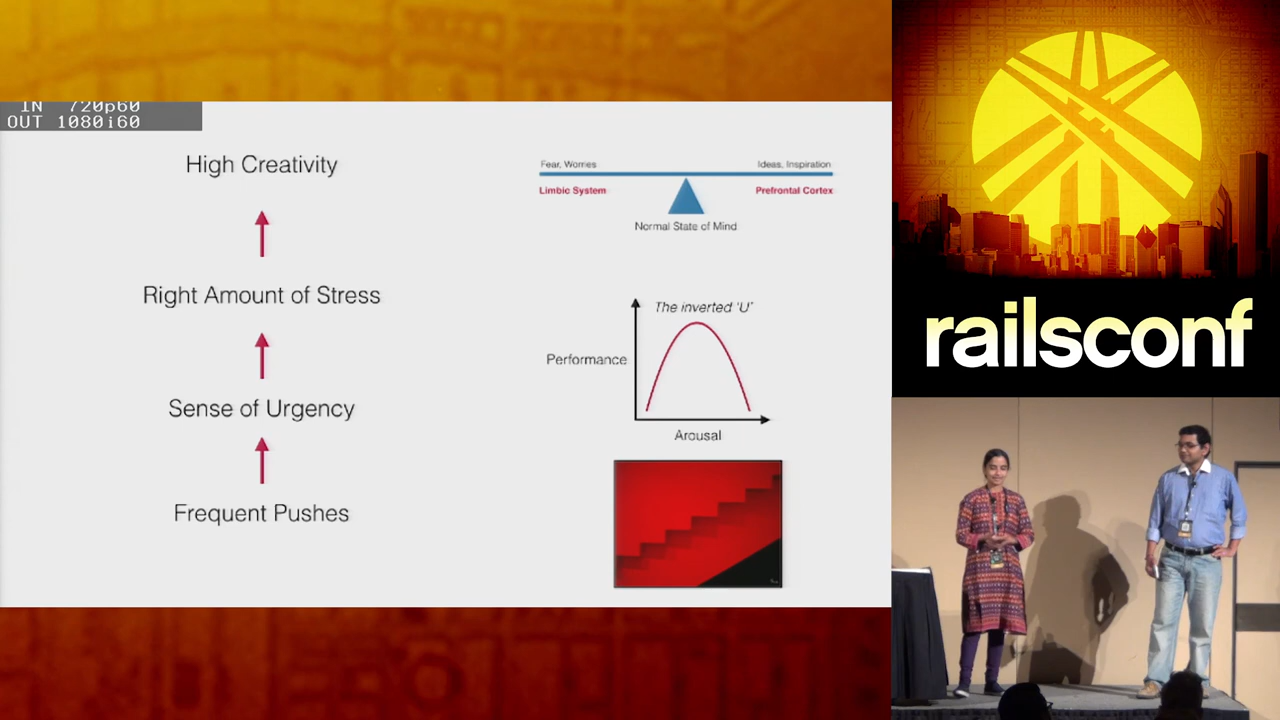 IN 720p60
OUT 1080i60
High Creativity
Right Amount of Stress
Sense of Urgency
Frequent Pushes
Fear, Worries
Ideas, Inspiration
Limbic System
Prefrontal Cortex
Normal State of Mind
The inverted 'U'
Performance
Arousal
railsconf